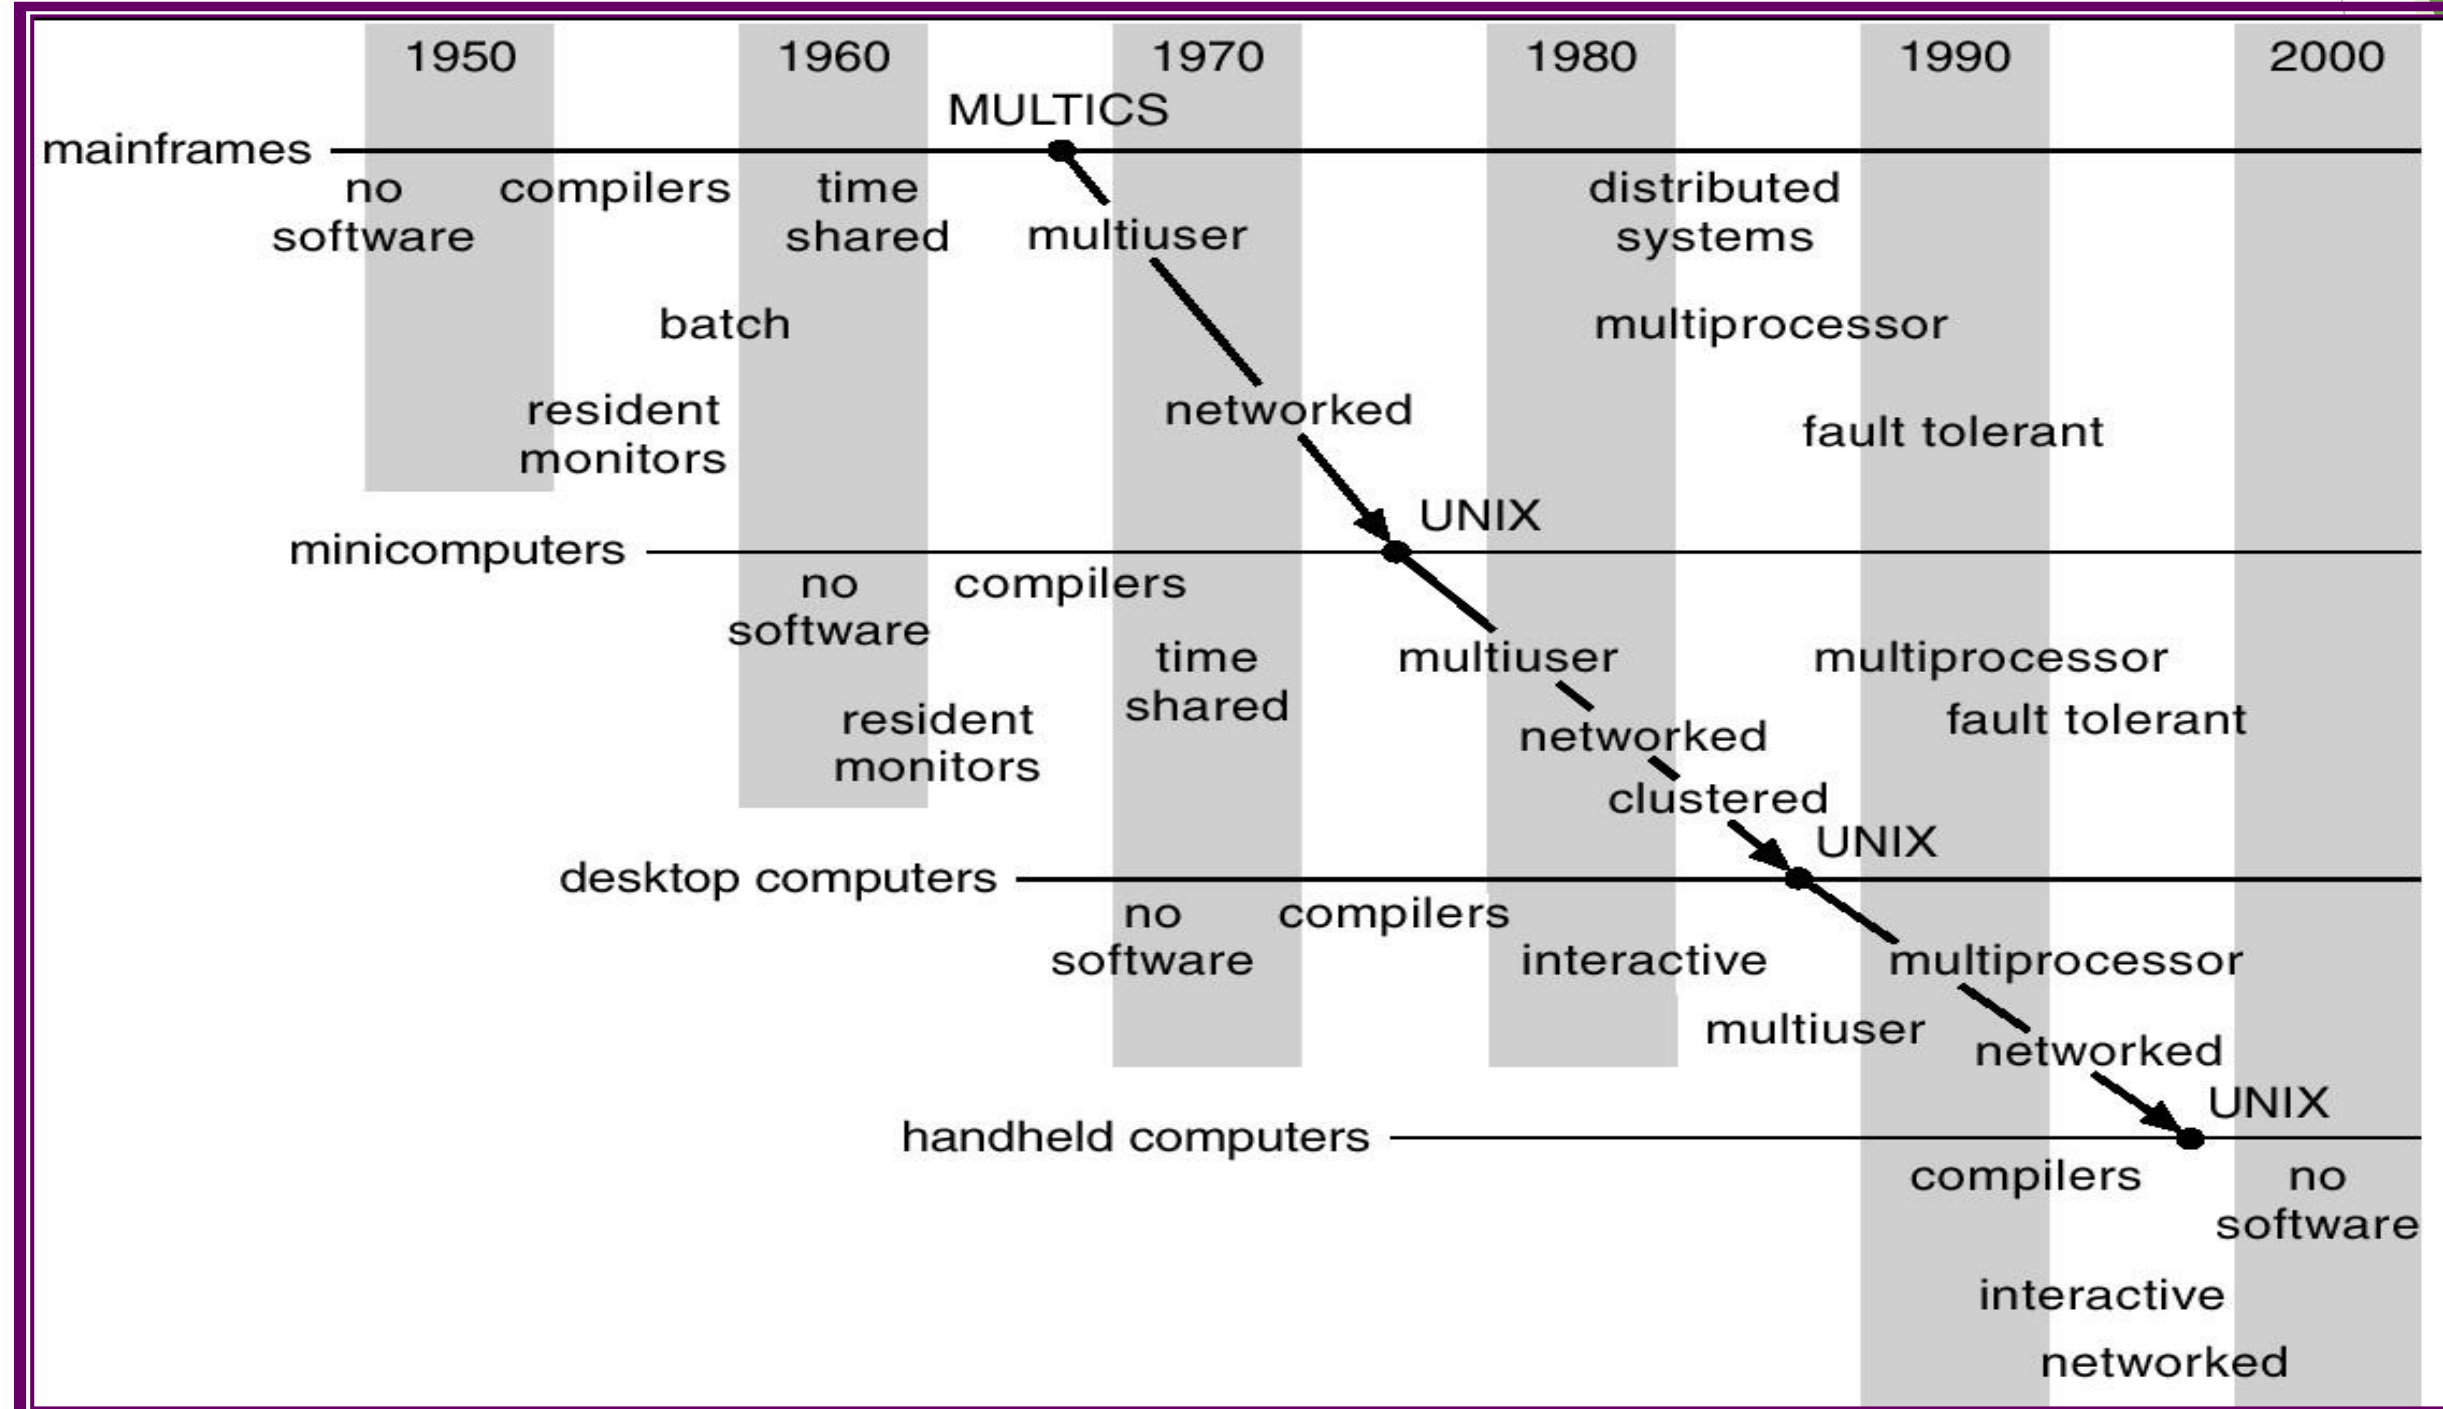 1950 1960 1970 1980 1990 2000
MULTICS
mainframes
no compilers time distributed
software shared multiuser systems
batch multiprocessor
resident networked fault tolerant
monitors
UNIX
minicomputers
no compilers
software
time multiuser multiprocessor
shared
resident networked fault tolerant
monitors
clustered
UNIX
desktop computers
no compilers
software interactive multiprocessor
multiuser networked
UNIX
handheld computers
compilers no
software
interactive
networked